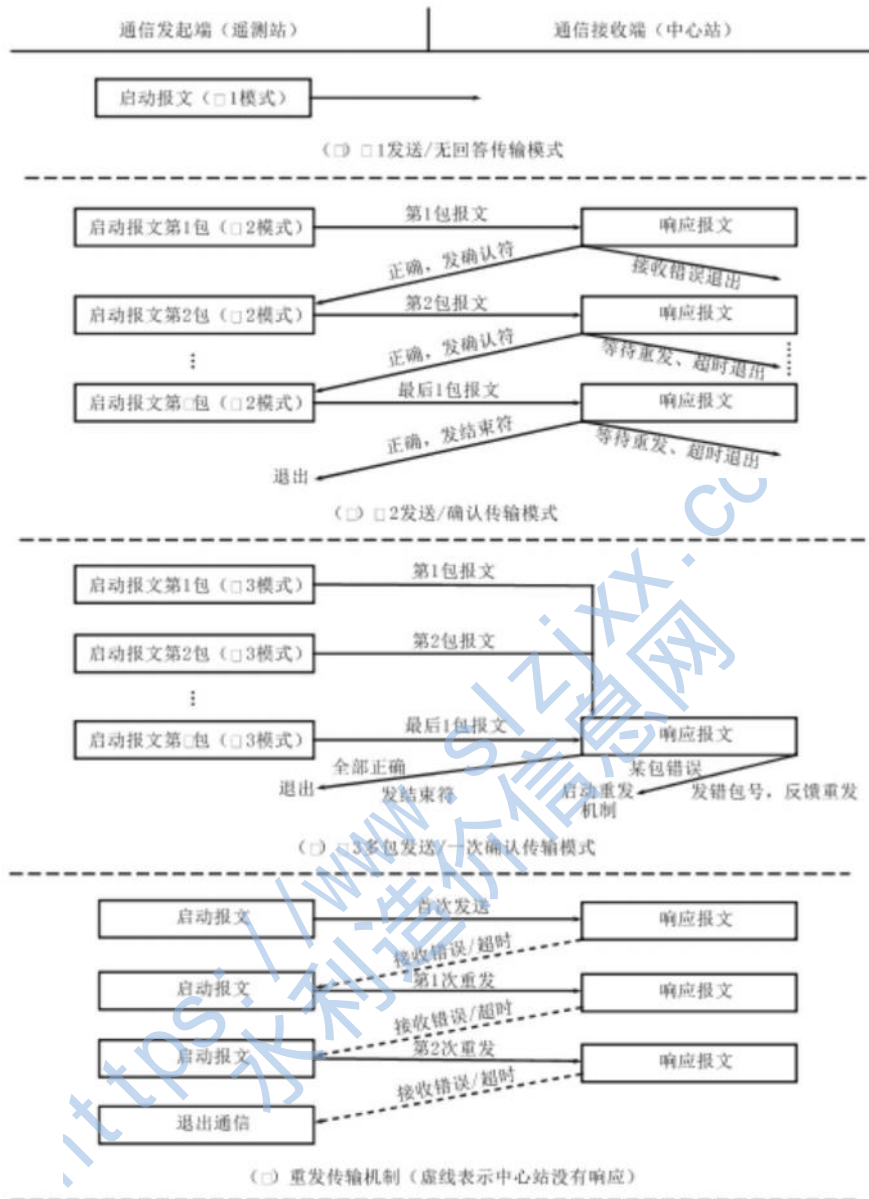 通信发起端（遥测站） 通信接收端（中心站）
启动报文（□1模式）
（□）□1发送/无回答传输模式
启动报文第1包（□2模式） 第1包报文 响应报文
正确，发确认符 接收错误退出
启动报文第2包（□2模式） 第2包报文 响应报文
正确，发确认符 等待重发、超时退出
启动报文第□包（□2模式） 最后1包报文 响应报文
正确，发结束符 等待重发、超时退出
退出
（□）□2发送/确认传输模式
启动报文第1包（□3模式） 第1包报文
启动报文第2包（□3模式） 第2包报文
启动报文第□包（□3模式） 最后1包报文 响应报文
全部正确 某包错误
退出 发结束符 启动重发 发错包号，反馈重发
机制
（□）□3多包发送/一次确认传输模式
启动报文 首次发送 响应报文
接收错误/超时
启动报文 第1次重发 响应报文
接收错误/超时
启动报文 第2次重发 响应报文
接收错误/超时
退出通信
（□）重发传输机制（虚线表示中心站没有响应）
https://www.slzjxx.co
水利造价信息网